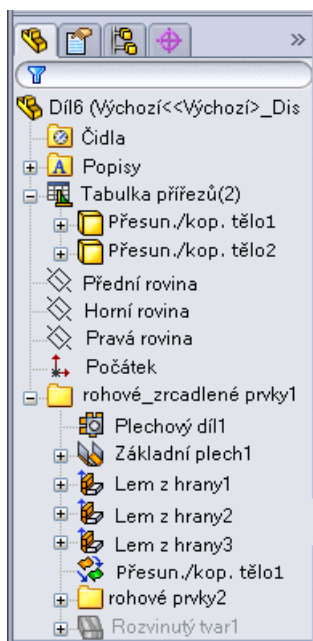 »
Díl6 (Výchozí<<Výchozí>_Dis
Čidla
A Popisy
Tabulka přířezů(2)
Přesun./kop. tělo1
Přesun./kop. tělo2
Přední rovina
Horní rovina
Pravá rovina
Počátek
rohové_zrcadlené prvky1
Plechový díl1
Základní plech1
Lem z hrany1
Lem z hrany2
Lem z hrany3
Přesun./kop. tělo1
rohové prvky2
Rozvinutý tvar1